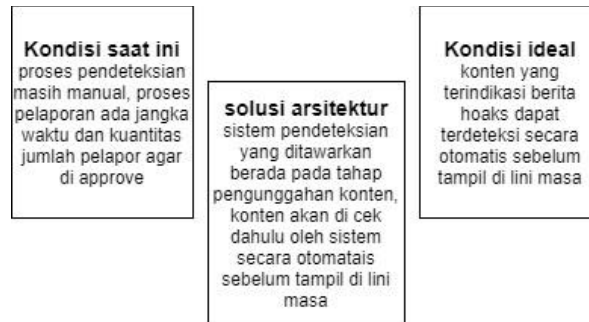 Kondisi saat ini
proses pendeteksian
masih manual, proses
pelaporan ada jangka
waktu dan kuantitas
jumlah pelapor agar
di approve
solusi arsitektur
sistem pendeteksian
yang ditawarkan
berada pada tahap
pengunggahan konten,
konten akan di cek
dahulu oleh sistem
secara otomatais
sebelum tampil di lini
masa
Kondisi ideal
konten yang
terindikasi berita
hoaks dapat
terdeteksi secara
otomatis sebelum
tampil di lini masa